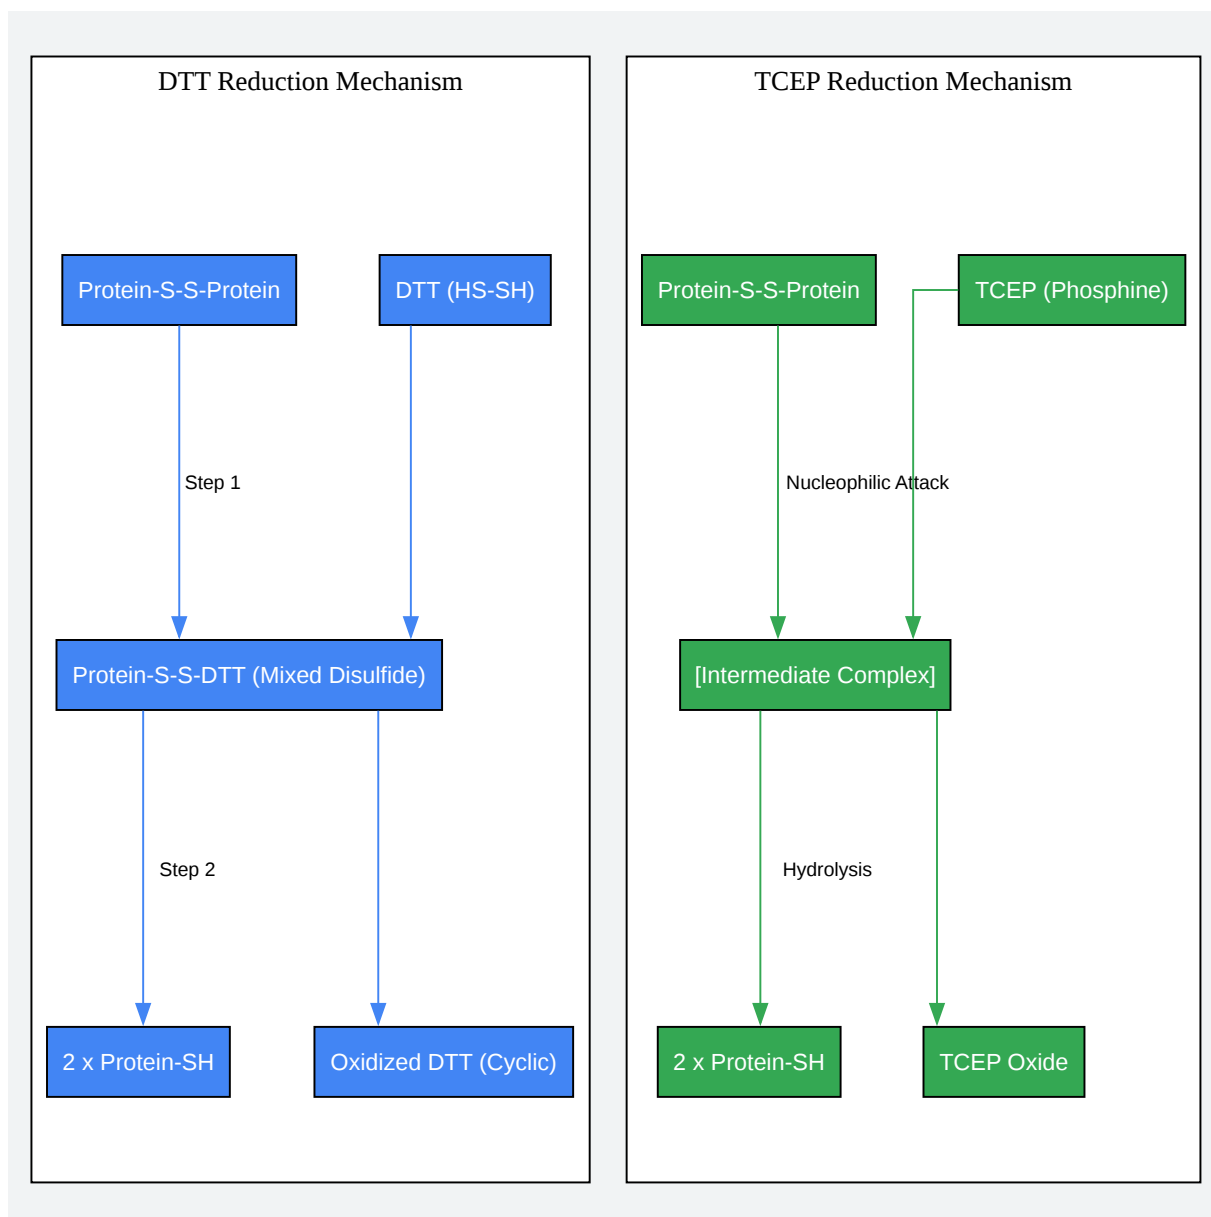 DTT Reduction Mechanism
Protein-S-S-Protein
DTT (HS-SH)
Step 1
Protein-S-S-DTT (Mixed Disulfide)
Step 2
2 x Protein-SH
Oxidized DTT (Cyclic)
TCEP Reduction Mechanism
Protein-S-S-Protein
TCEP (Phosphine)
Nucleophilic Attack
[Intermediate Complex]
Hydrolysis
2 x Protein-SH
TCEP Oxide